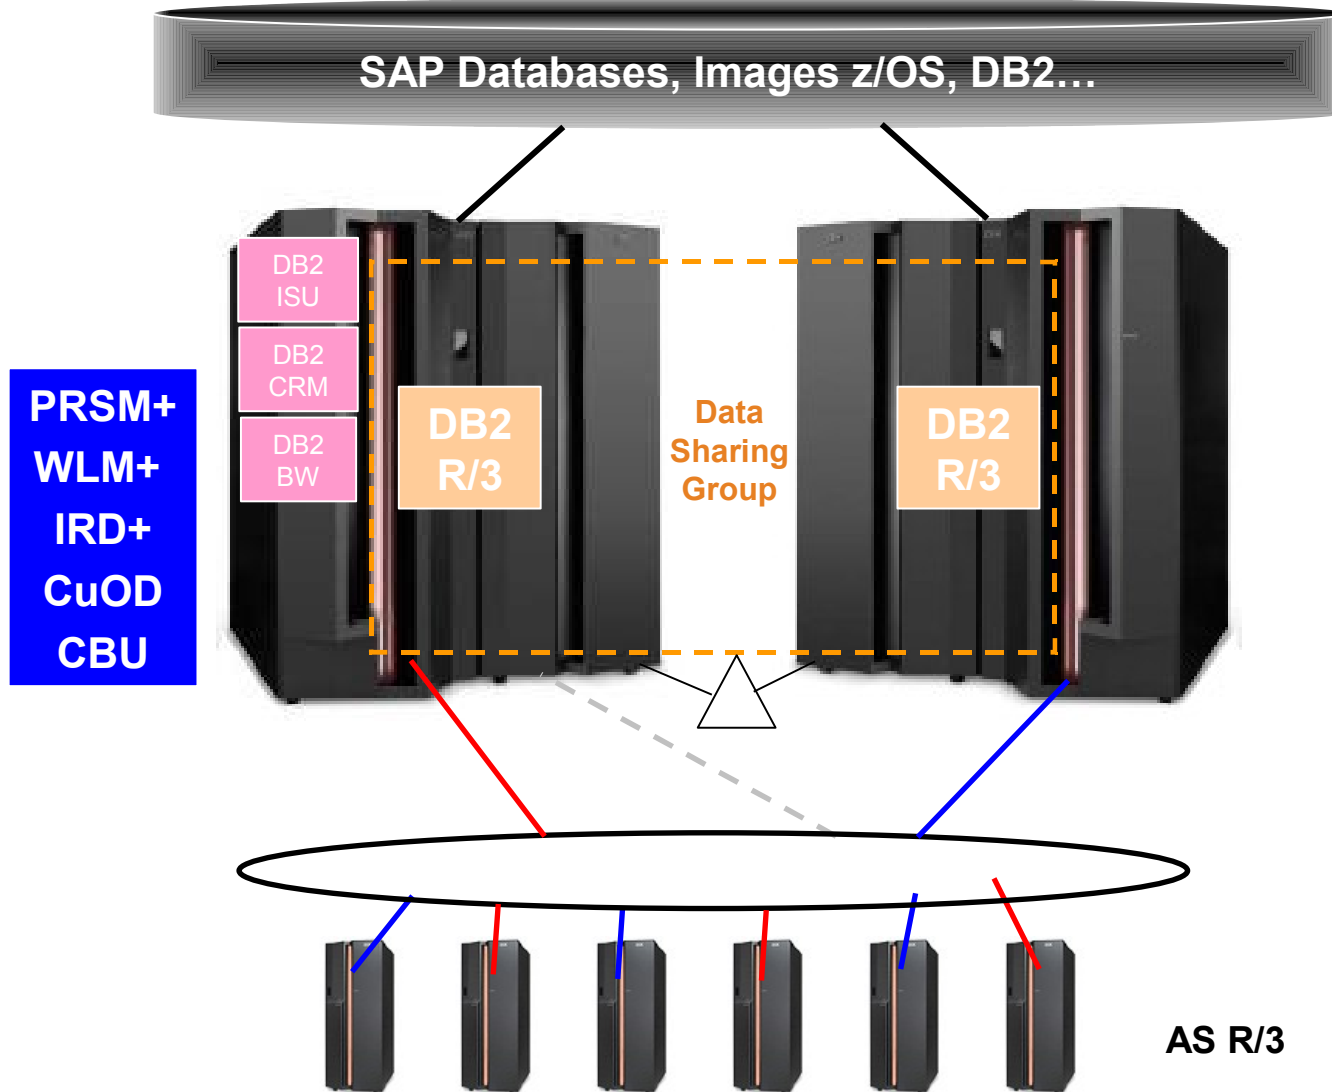 SAP Databases, Images z/OS, DB2…
DB2
ISU
DB2
CRM
DB2
BW
PRSM+
WLM+
IRD+
CuOD
CBU
DB2
R/3
Data
Sharing
Group
DB2
R/3
AS R/3